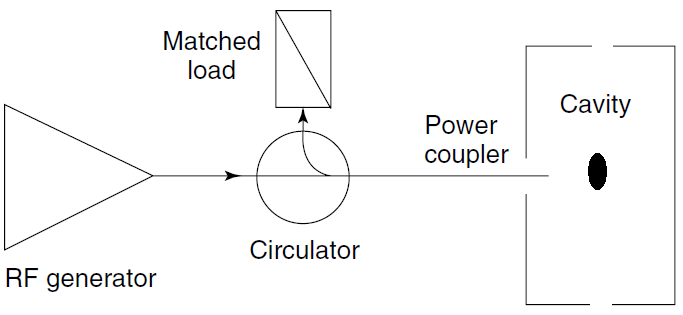 Matched
load
Cavity
Power
coupler
Circulator
RF generator